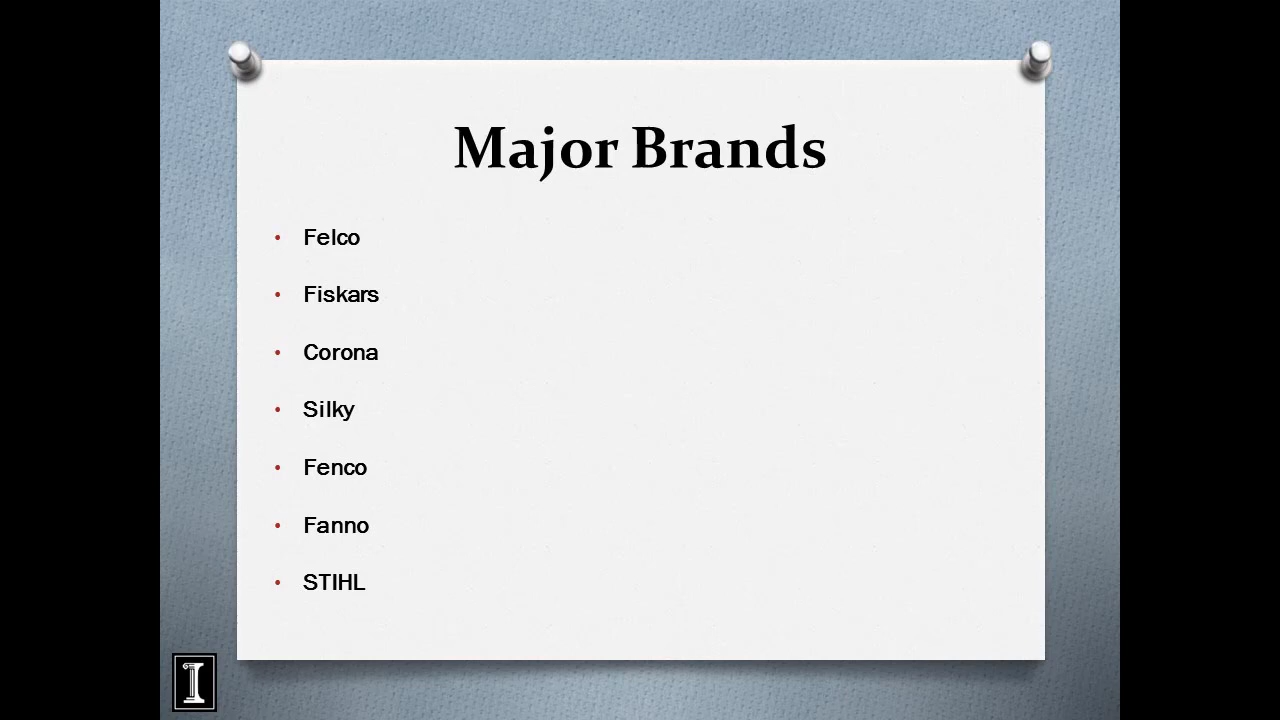 Major Brands
• Felco
• Fiskars
• Corona
• Silky
• Fenco
• Fanno
• STIHL
I